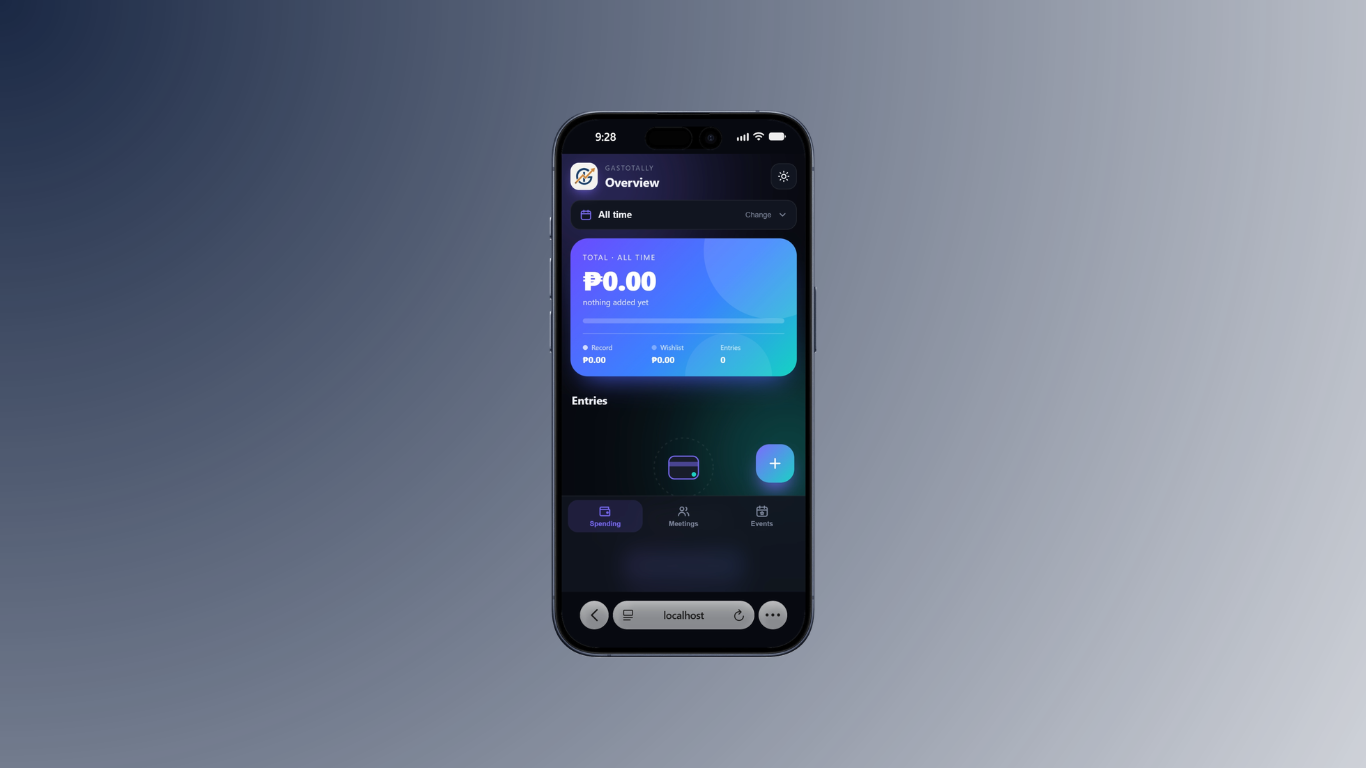 9:28
GASTOTALLY
Overview
All time
Change
TOTAL · ALL TIME
₱0.00
nothing added yet
Record
Wishlist
Entries
₱0.00
₱0.00
0
Entries
Spending
Meetings
Events
localhost